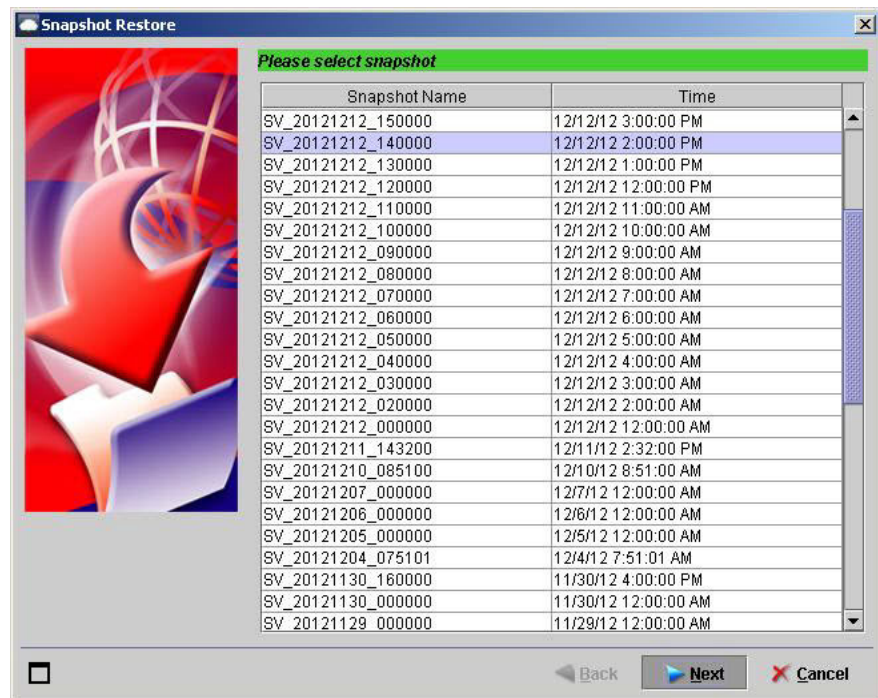 Snapshot Restore
Please select snapshot
Snapshot Name Time
SV_20121212_150000 12/12/12 3:00:00 PM
SV_20121212_140000 12/12/12 2:00:00 PM
SV_20121212_130000 12/12/12 1:00:00 PM
SV_20121212_120000 12/12/12 12:00:00 PM
SV_20121212_110000 12/12/12 11:00:00 AM
SV_20121212_100000 12/12/12 10:00:00 AM
SV_20121212_090000 12/12/12 9:00:00 AM
SV_20121212_080000 12/12/12 8:00:00 AM
SV_20121212_070000 12/12/12 7:00:00 AM
SV_20121212_060000 12/12/12 6:00:00 AM
SV_20121212_050000 12/12/12 5:00:00 AM
SV_20121212_040000 12/12/12 4:00:00 AM
SV_20121212_030000 12/12/12 3:00:00 AM
SV_20121212_020000 12/12/12 2:00:00 AM
SV_20121212_000000 12/12/12 12:00:00 AM
SV_20121211_143200 12/11/12 2:32:00 PM
SV_20121210_085100 12/10/12 8:51:00 AM
SV_20121207_000000 12/7/12 12:00:00 AM
SV_20121206_000000 12/6/12 12:00:00 AM
SV_20121205_000000 12/5/12 12:00:00 AM
SV_20121204_075101 12/4/12 7:51:01 AM
SV_20121130_160000 11/30/12 4:00:00 PM
SV_20121130_000000 11/30/12 12:00:00 AM
SV_20121129_000000 11/29/12 12:00:00 AM
Back Next Cancel